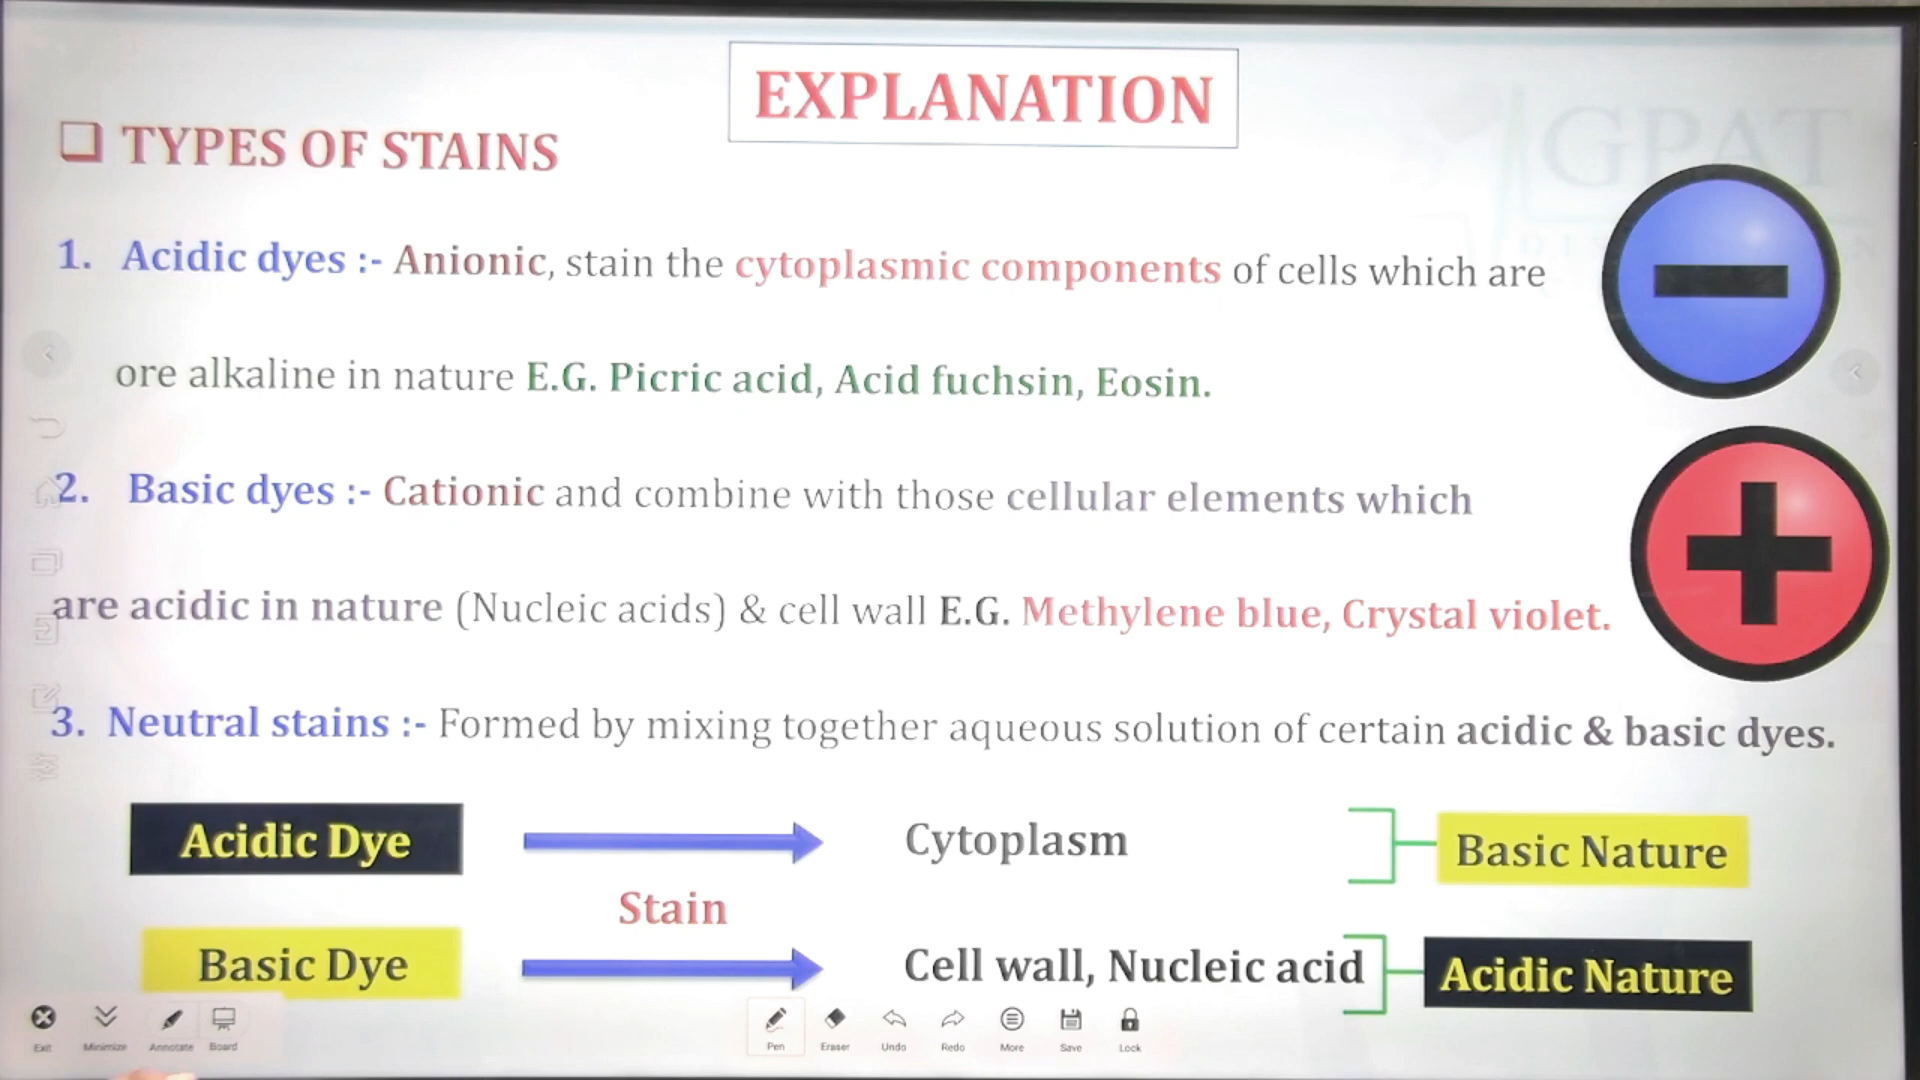 EXPLANATION
❑ TYPES OF STAINS
GPAT
1. Acidic dyes :- Anionic, stain the cytoplasmic components of cells which are
ore alkaline in nature E.G. Picric acid, Acid fuchsin, Eosin.
2. Basic dyes :- Cationic and combine with those cellular elements which
are acidic in nature (Nucleic acids) & cell wall E.G. Methylene blue, Crystal violet.
3. Neutral stains :- Formed by mixing together aqueous solution of certain acidic & basic dyes.
Acidic Dye
Cytoplasm
Basic Nature
Stain
Basic Dye
Cell wall, Nucleic acid
Acidic Nature
Exit Minimize Annotate Board Pen Eraser Undo Redo More Save Lock